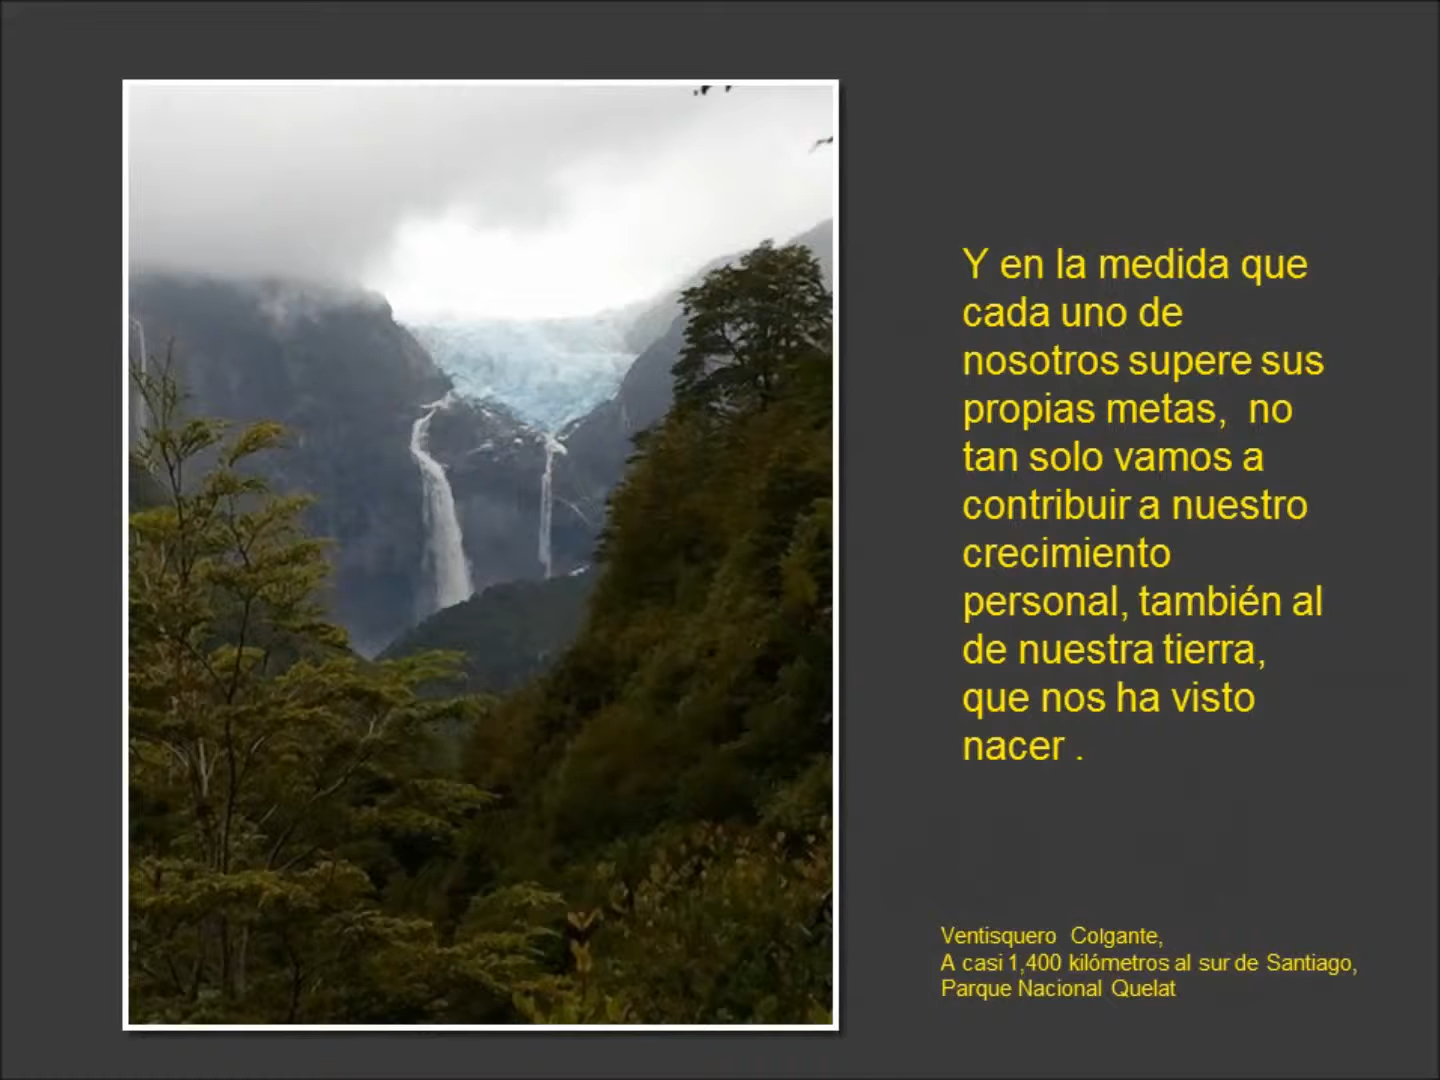 Y en la medida que
cada uno de
nosotros supere sus
propias metas,  no
tan solo vamos a
contribuir a nuestro
crecimiento
personal, también al
de nuestra tierra,
que nos ha visto
nacer .
Ventisquero  Colgante,
A casi 1,400 kilómetros al sur de Santiago,
Parque Nacional Quelat